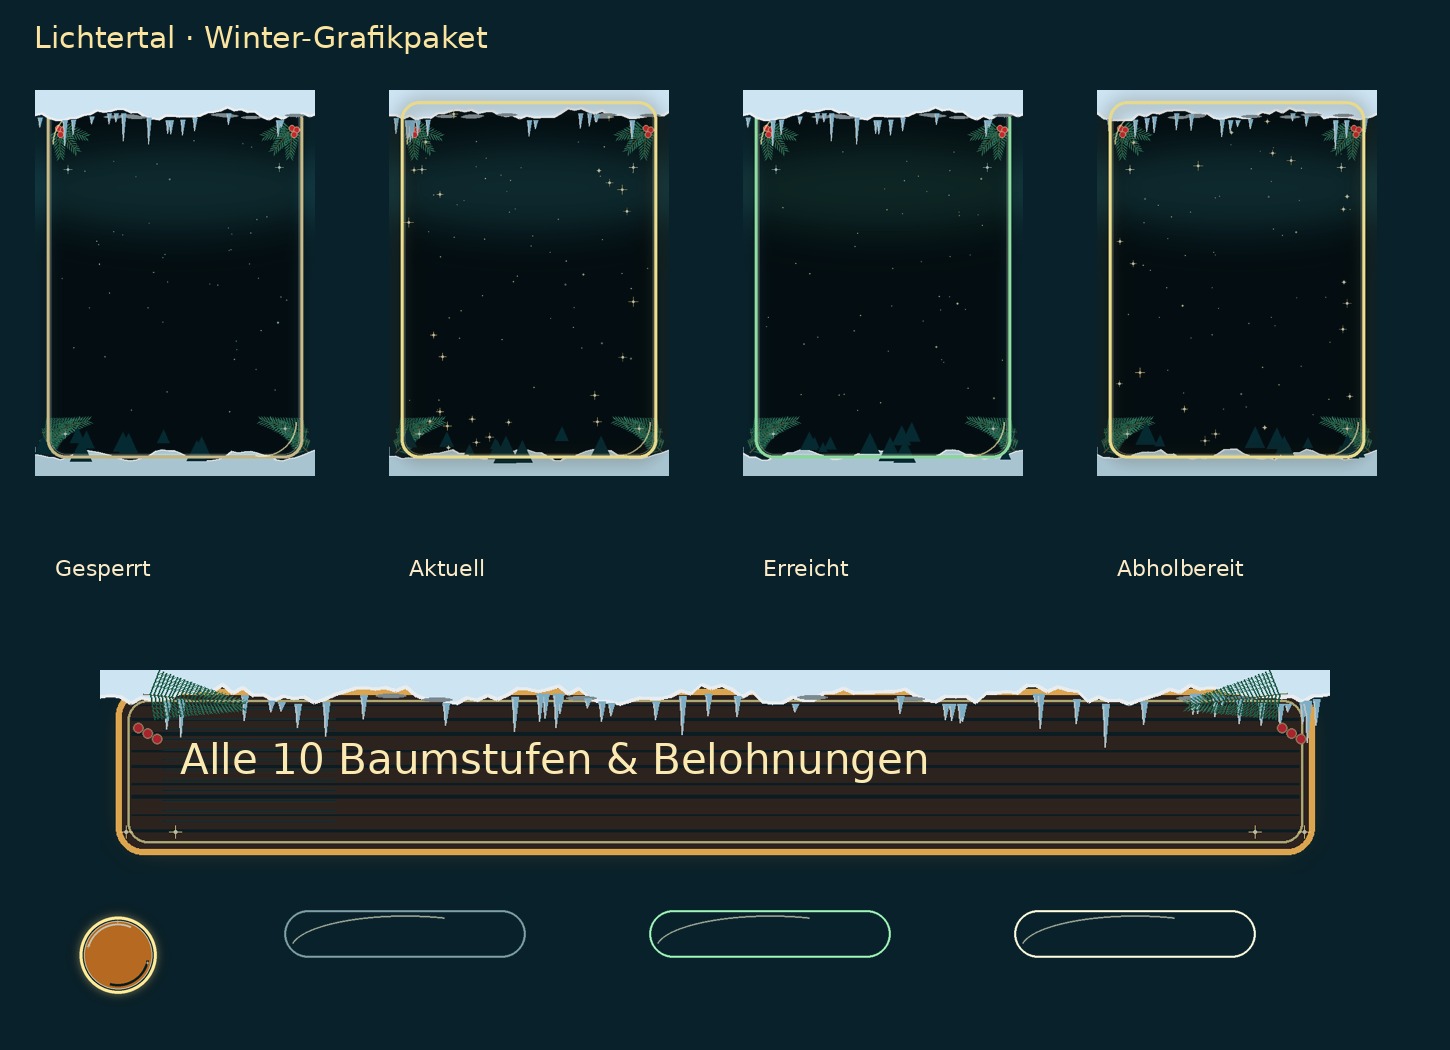 Lichtertal · Winter-Grafikpaket
Gesperrt
Aktuell
Erreicht
Abholbereit
Alle 10 Baumstufen & Belohnungen